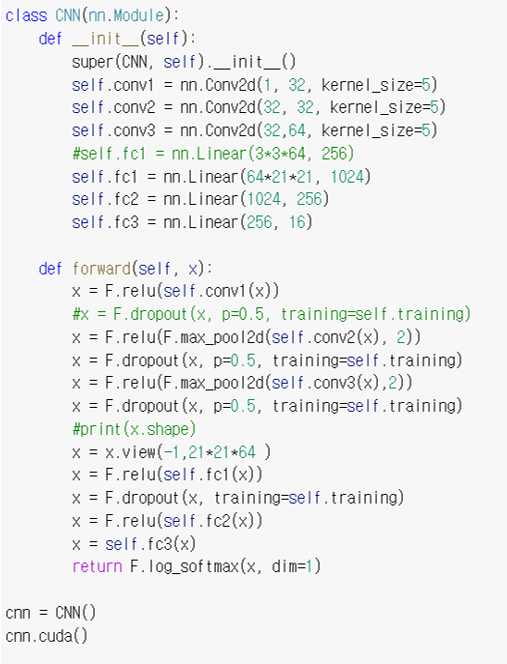 class CNN(nn.Module):
    def __init__(self):
        super(CNN, self).__init__()
        self.conv1 = nn.Conv2d(1, 32, kernel_size=5)
        self.conv2 = nn.Conv2d(32, 32, kernel_size=5)
        self.conv3 = nn.Conv2d(32,64, kernel_size=5)
        #self.fc1 = nn.Linear(3*3*64, 256)
        self.fc1 = nn.Linear(64*21*21, 1024)
        self.fc2 = nn.Linear(1024, 256)
        self.fc3 = nn.Linear(256, 16)

    def forward(self, x):
        x = F.relu(self.conv1(x))
        #x = F.dropout(x, p=0.5, training=self.training)
        x = F.relu(F.max_pool2d(self.conv2(x), 2))
        x = F.dropout(x, p=0.5, training=self.training)
        x = F.relu(F.max_pool2d(self.conv3(x),2))
        x = F.dropout(x, p=0.5, training=self.training)
        #print(x.shape)
        x = x.view(-1,21*21*64 )
        x = F.relu(self.fc1(x))
        x = F.dropout(x, training=self.training)
        x = F.relu(self.fc2(x))
        x = self.fc3(x)
        return F.log_softmax(x, dim=1)

cnn = CNN()
cnn.cuda()